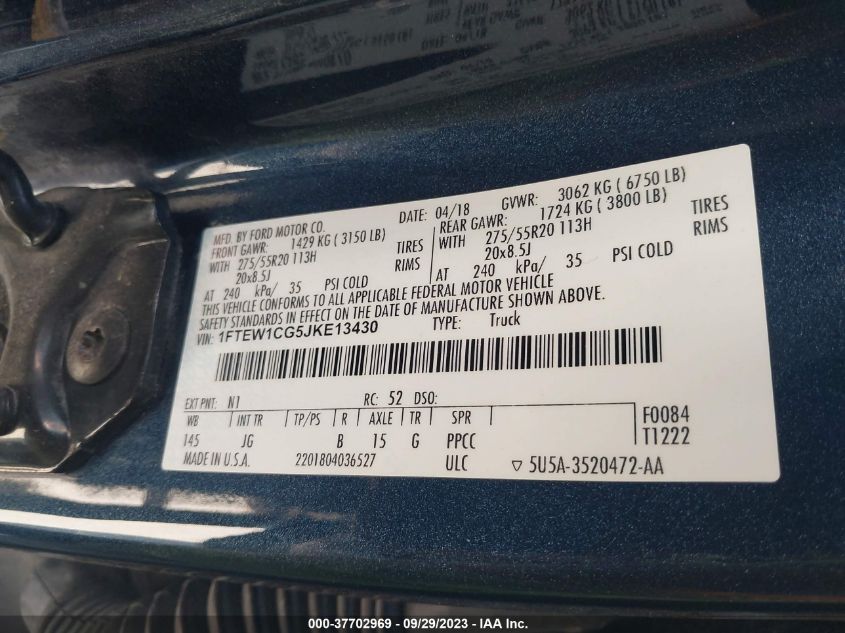 MFD. BY FORD MOTOR CO. DATE: 04/18 GVWR: 3062 KG ( 6750 LB)
FRONT GAWR: 1429 KG ( 3150 LB) REAR GAWR: 1724 KG ( 3800 LB)
WITH 275/55R20 113H TIRES WITH 275/55R20 113H TIRES
20x8.5J RIMS 20x8.5J RIMS
AT 240 kPa/ 35 PSI COLD AT 240 kPa/ 35 PSI COLD
THIS VEHICLE CONFORMS TO ALL APPLICABLE FEDERAL MOTOR VEHICLE
SAFETY STANDARDS IN EFFECT ON THE DATE OF MANUFACTURE SHOWN ABOVE.
VIN: 1FTEW1CG5JKE13430 TYPE: Truck
EXT PNT: N1 RC: 52 DSO:
WB INT TR TP/PS R AXLE TR SPR F0084
145 JG B 15 G PPCC T1222
MADE IN U.S.A. 2201804036527 ULC ▽ 5U5A-3520472-AA
000-37702969 - 09/29/2023 - IAA Inc.